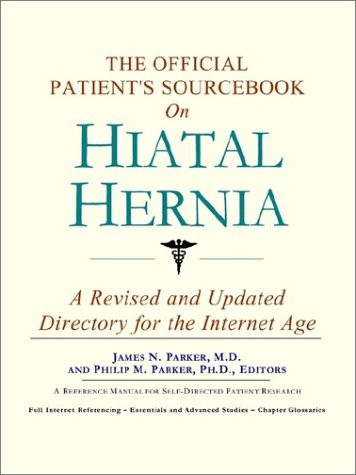 THE OFFICIAL
PATIENT'S SOURCEBOOK
On
HIATAL
HERNIA
A Revised and Updated
Directory for the Internet Age
JAMES N. PARKER, M.D.
AND PHILIP M. PARKER, PH.D., EDITORS
A REFERENCE MANUAL FOR SELF-DIRECTED PATIENT RESEARCH
Full Internet Referencing – Essentials and Advanced Studies – Chapter Glossaries